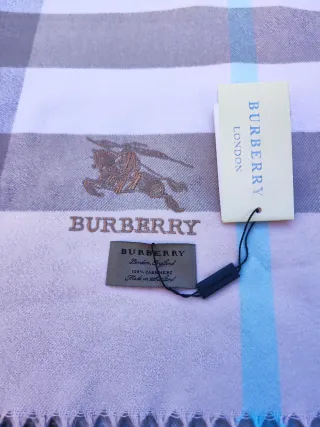 BURBERRY
LONDON
BURBERRY
BURBERRY
London, England
100% CASHMERE
Made in Scotland